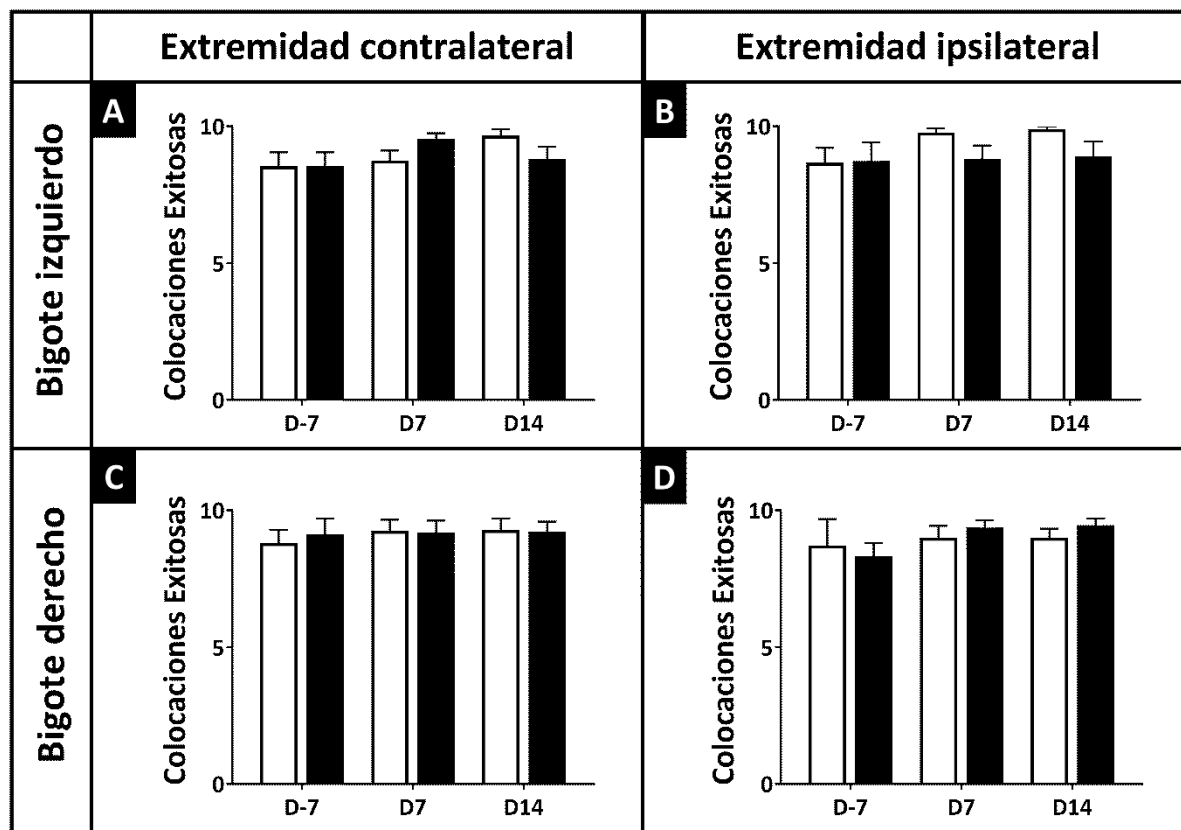 Extremidad contralateral
Extremidad ipsilateral
Bigote izquierdo
A
Colocaciones Exitosas
10
5
0
D-7
D7
D14
B
Colocaciones Exitosas
10
5
0
D-7
D7
D14
Bigote derecho
C
Colocaciones Exitosas
10
5
0
D-7
D7
D14
D
Colocaciones Exitosas
10
5
0
D-7
D7
D14